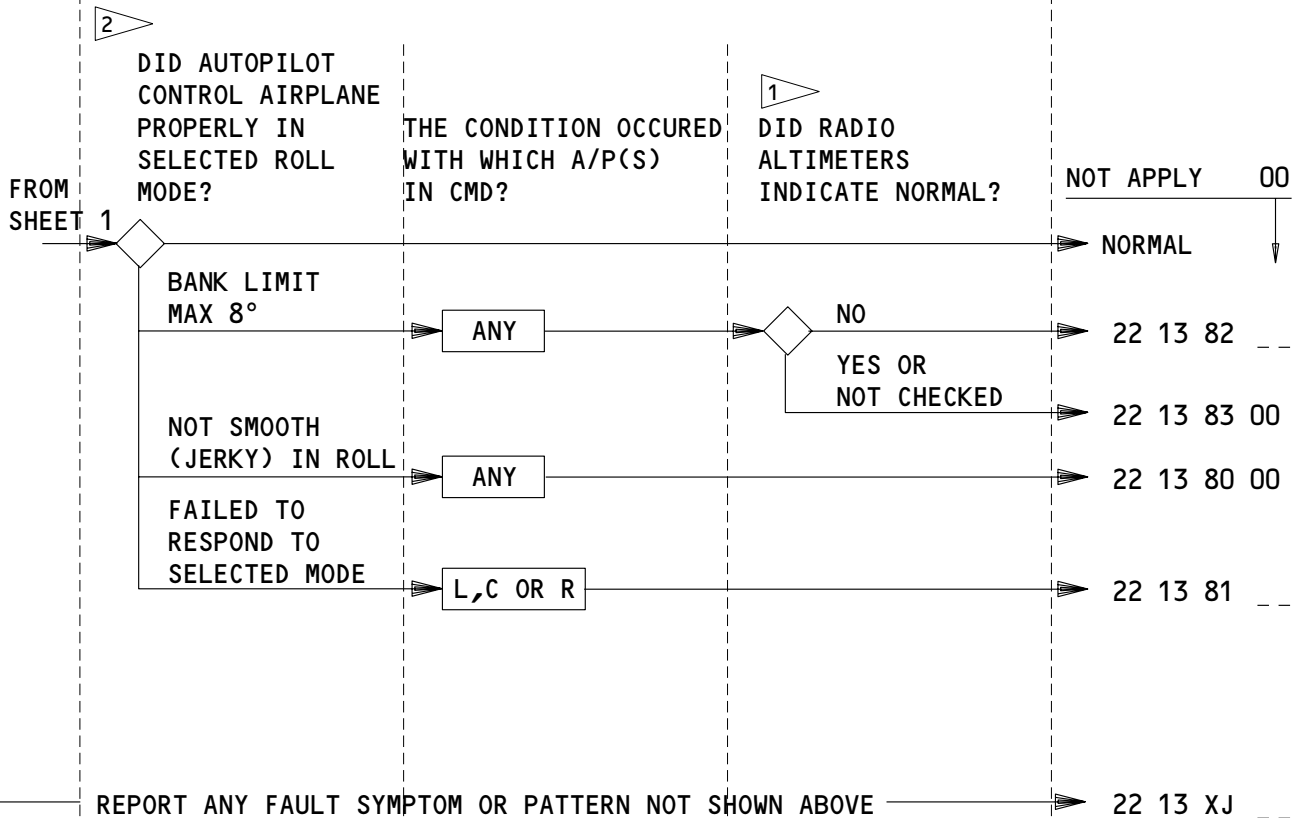 2
DID AUTOPILOT
CONTROL AIRPLANE
PROPERLY IN
SELECTED ROLL
MODE?
THE CONDITION OCCURED
WITH WHICH A/P(S)
IN CMD?
1
DID RADIO
ALTIMETERS
INDICATE NORMAL?
NOT APPLY 00
FROM
SHEET 1
NORMAL
BANK LIMIT
MAX 8°
ANY
NO
22 13 82 _ _
YES OR
NOT CHECKED
22 13 83 00
NOT SMOOTH
(JERKY) IN ROLL
ANY
22 13 80 00
FAILED TO
RESPOND TO
SELECTED MODE
L,C OR R
22 13 81 _ _
REPORT ANY FAULT SYMPTOM OR PATTERN NOT SHOWN ABOVE
22 13 XJ _ _